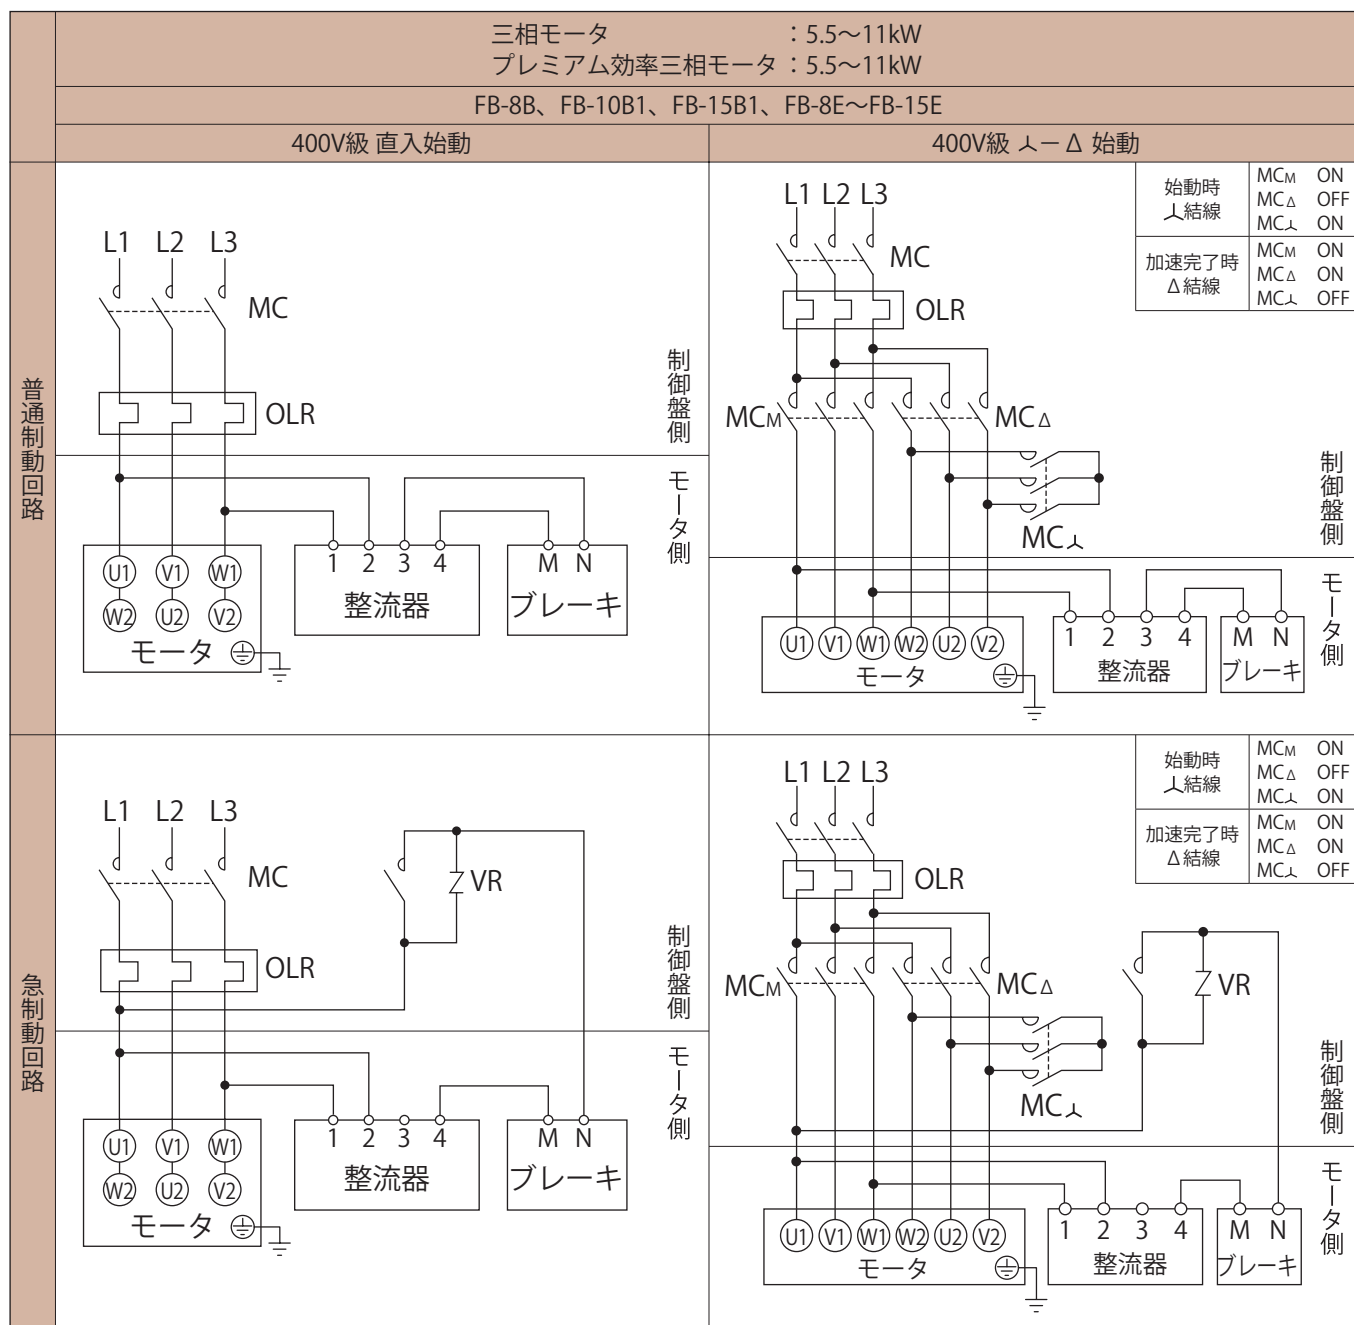 三相モータ ：5.5～11kW
プレミアム効率三相モータ：5.5～11kW
FB-8B、FB-10B1、FB-15B1、FB-8E～FB-15E
400V級 直入始動
400V級 人ーΔ 始動
普通制動回路
L1 L2 L3
MC
OLR
制御盤側
モータ側
U1 V1 W1
W2 U2 V2
モータ
1 2 3 4
整流器
M N
ブレーキ
始動時
人結線
MCM ON
MCΔ OFF
MC人 ON
加速完了時
Δ結線
MCM ON
MCΔ ON
MC人 OFF
L1 L2 L3
MC
OLR
MCM
MCΔ
MC人
制御盤側
モータ側
U1 V1 W1 W2 U2 V2
モータ
1 2 3 4
整流器
M N
ブレーキ
急制動回路
L1 L2 L3
MC
VR
OLR
制御盤側
モータ側
U1 V1 W1
W2 U2 V2
モータ
1 2 3 4
整流器
M N
ブレーキ
始動時
人結線
MCM ON
MCΔ OFF
MC人 ON
加速完了時
Δ結線
MCM ON
MCΔ ON
MC人 OFF
L1 L2 L3
OLR
MCM
MCΔ
VR
MC人
制御盤側
モータ側
U1 V1 W1 W2 U2 V2
モータ
1 2 3 4
整流器
M N
ブレーキ